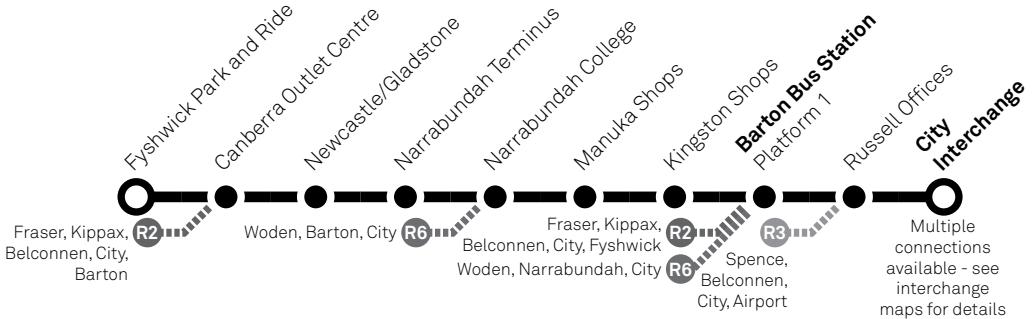 Fyshwick Park and Ride
Canberra Outlet Centre
Newcastle/Gladstone
Narrabundah Terminus
Narrabundah College
Manuka Shops
Kingston Shops
Barton Bus Station
Platform 1
Russell Offices
City
Interchange
Fraser, Kippax,
Belconnen, City,
Barton
R2
Woden, Barton, City
R6
Fraser, Kippax,
Belconnen, City, Fyshwick
R2
Woden, Narrabundah, City
R6
R3
Spence,
Belconnen,
City, Airport
Multiple
connections
available - see
interchange
maps for details